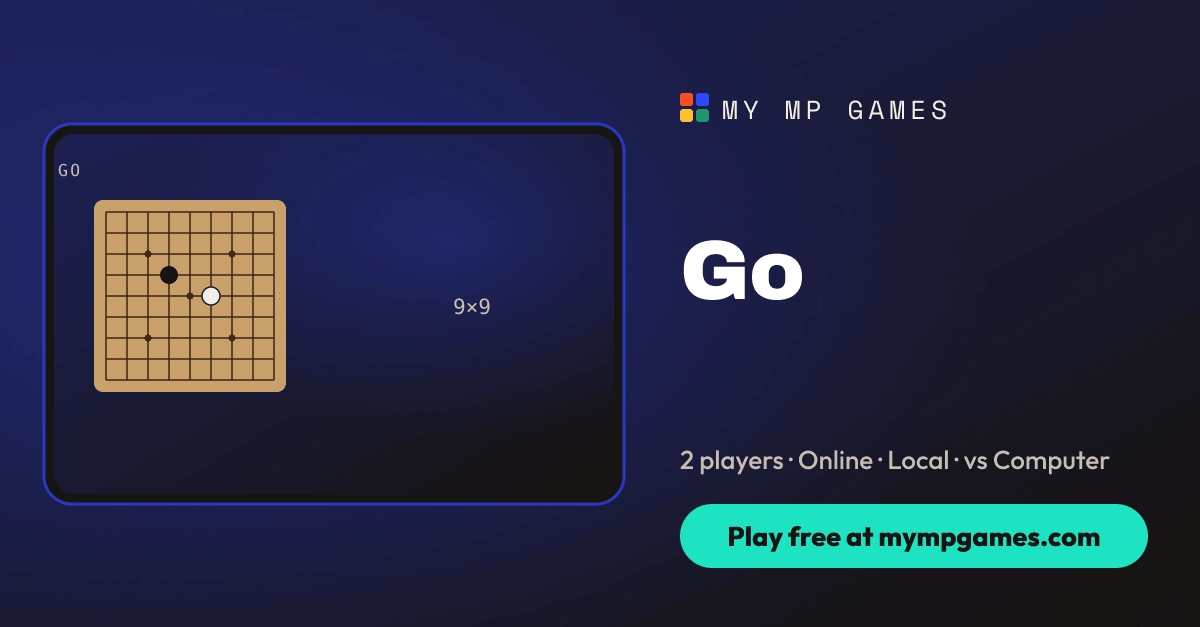 GO
9×9
MY MP GAMES
Go
2 players · Online · Local · vs Computer
Play free at mympgames.com